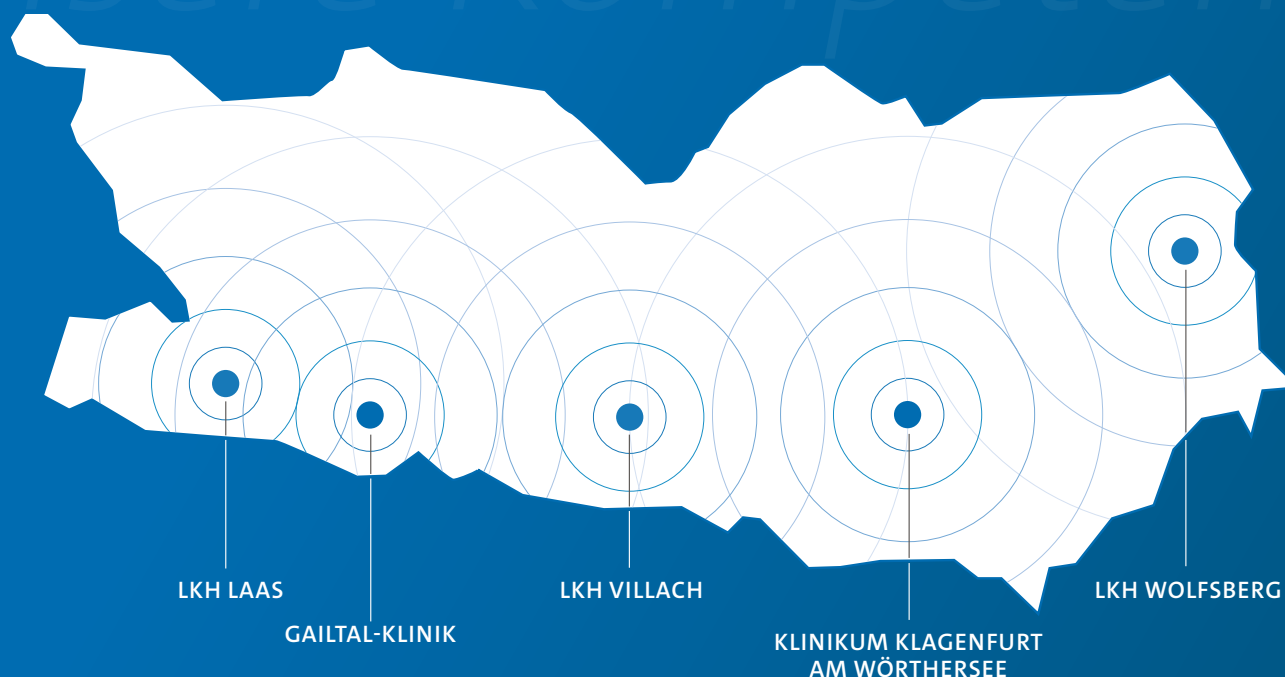 LKH LAAS
GAILTAL-KLINIK
LKH VILLACH
KLINIKUM KLAGENFURT
AM WÖRTHERSEE
LKH WOLFSBERG